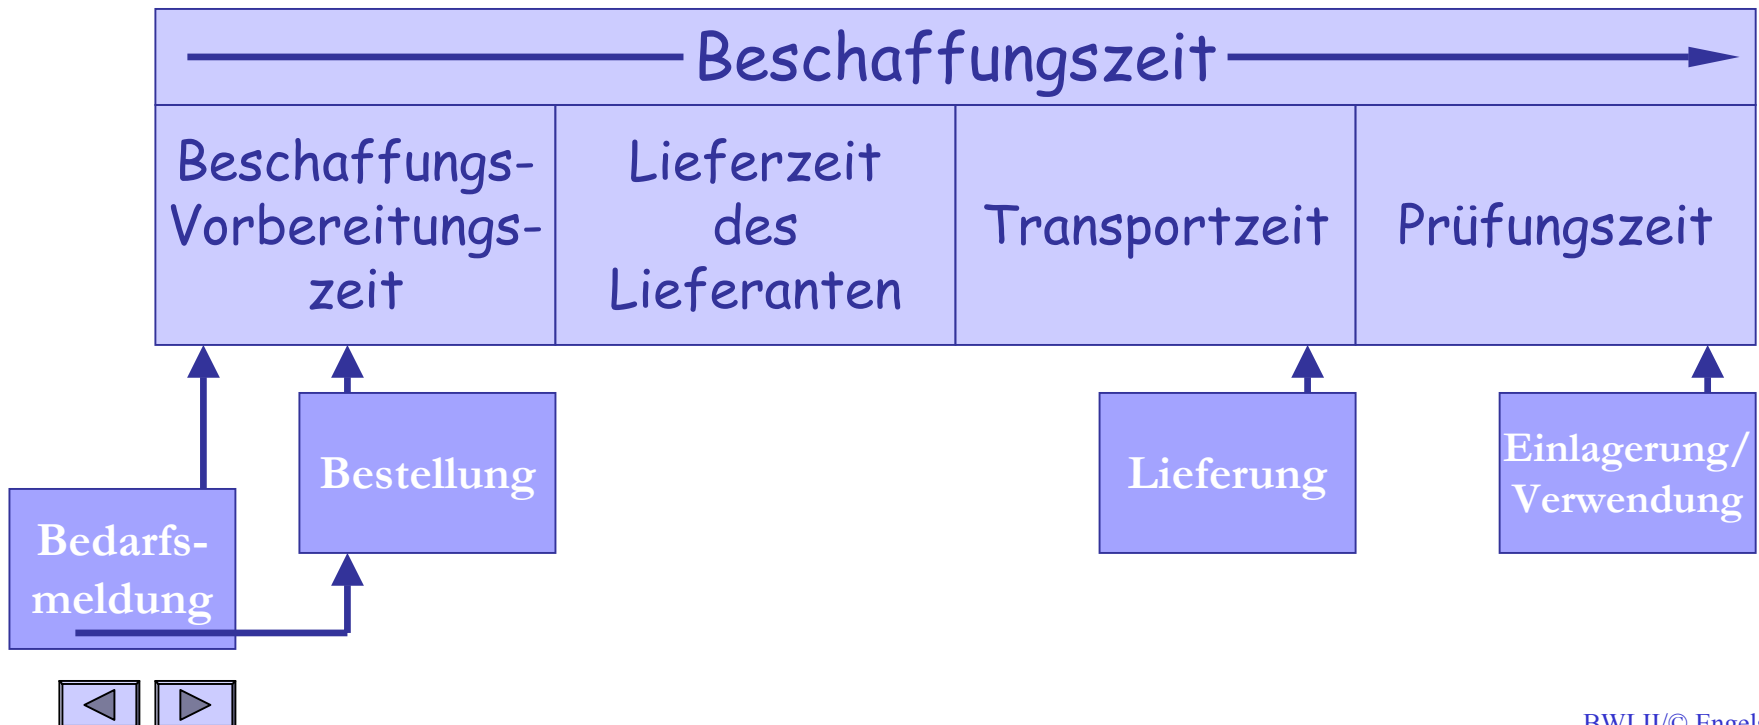 Beschaffungszeit
Beschaffungs-
Vorbereitungs-
zeit
Lieferzeit
des
Lieferanten
Transportzeit
Prüfungszeit
Bedarfs-
meldung
Bestellung
Lieferung
Einlagerung/
Verwendung